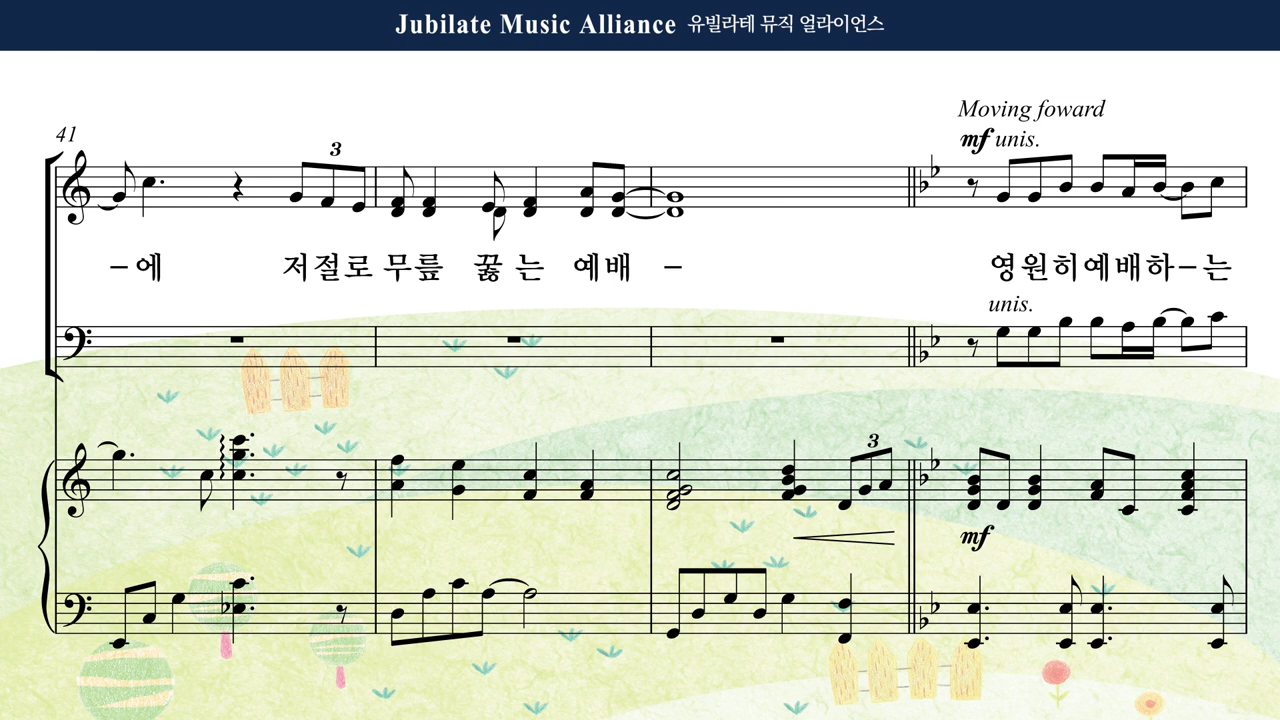 Jubilate Music Alliance 유빌라테 뮤직 얼라이언스
Moving foward
41
mf unis.
3
–에 저절로 무릎 꿇 는 예배 – 영원히예배하–는
unis.
3
mf